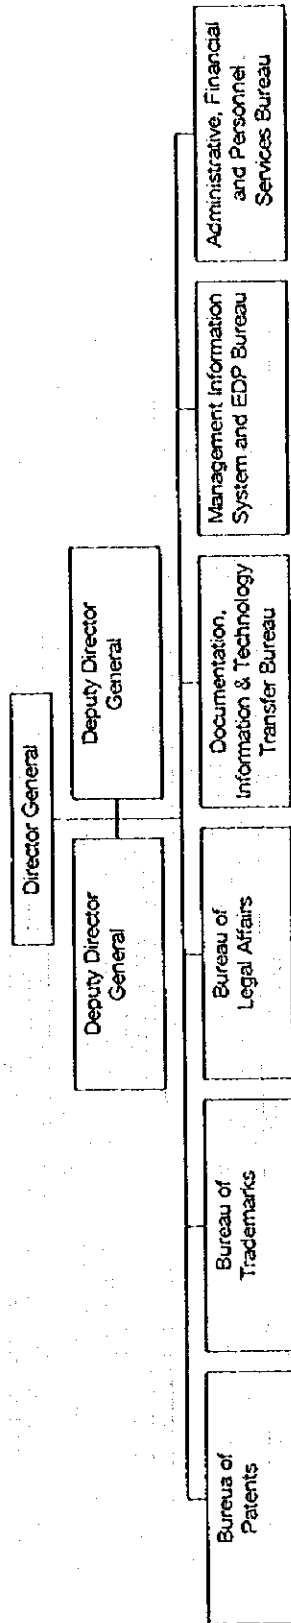 Director General
Deputy Director
General
Deputy Director
General
Bureua of
Patents
Bureau of
Trademarks
Bureau of
Legal Affairs
Documentation,
Information & Technology
Transfer Bureau
Management Information
System and EDP Bureau
Administrative, Financial
and Personnel
Services Bureau